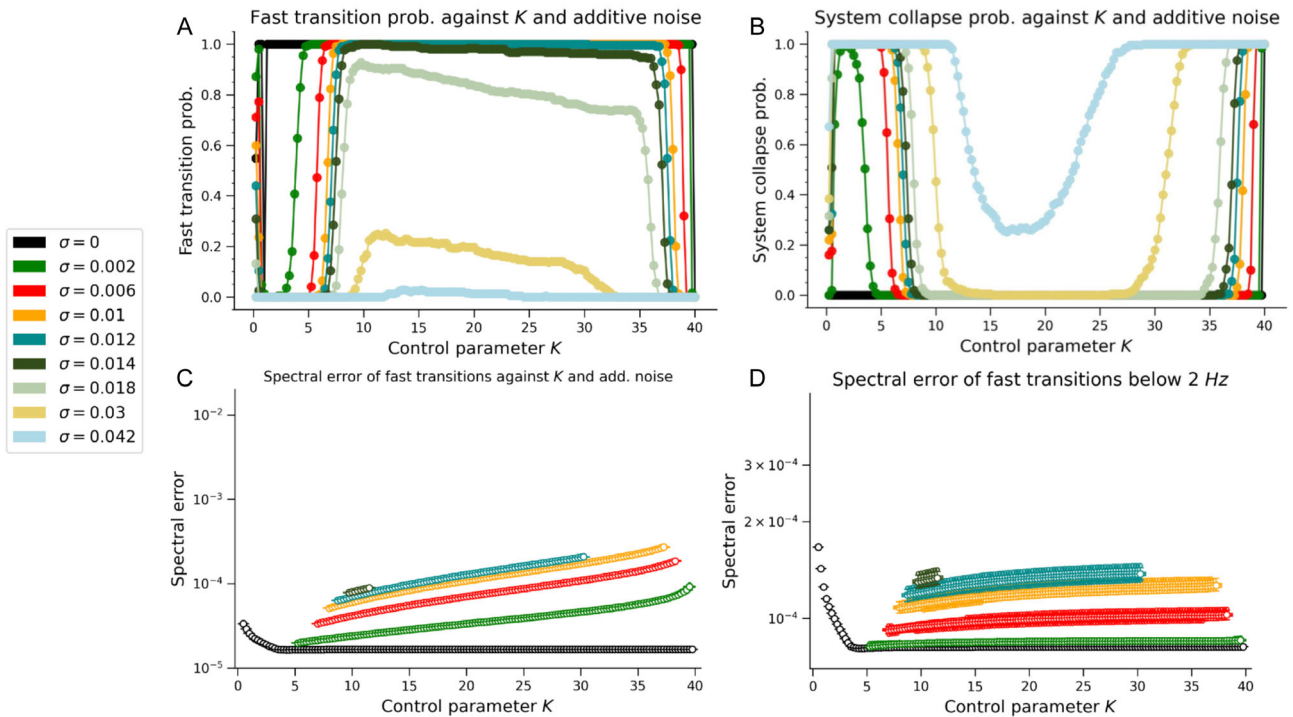 A
Fast transition prob. against K and additive noise
Fast transition prob.
1.0
0.8
0.6
0.4
0.2
0.0
0
5
10
15
20
25
30
35
40
Control parameter K
B
System collapse prob. against K and additive noise
System collapse prob.
1.0
0.8
0.6
0.4
0.2
0.0
0
5
10
15
20
25
30
35
40
Control parameter K
σ = 0
σ = 0.002
σ = 0.006
σ = 0.01
σ = 0.012
σ = 0.014
σ = 0.018
σ = 0.03
σ = 0.042
C
Spectral error of fast transitions against K and add. noise
Spectral error
10⁻²
10⁻³
10⁻⁴
10⁻⁵
0
5
10
15
20
25
30
35
40
Control parameter K
D
Spectral error of fast transitions below 2 Hz
Spectral error
3 × 10⁻⁴
2 × 10⁻⁴
10⁻⁴
0
5
10
15
20
25
30
35
40
Control parameter K